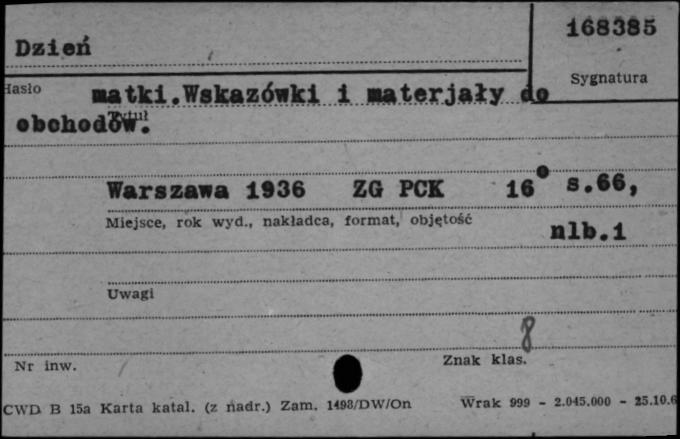 168385
Dzień
Sygnatura
Hasło
matki.Wskazówki i materjały do
Tytuł
obchodów.
Warszawa 1936 ZG PCK 16° s.66,
Miejsce, rok wyd., nakładca, format, objętość
nlb.1
Uwagi
8
Nr inw.
Znak klas.
CWD B 15a Karta katal. (z nadr.) Zam. 1493/DW/On Wrak 999 - 2.045.000 - 25.10.6